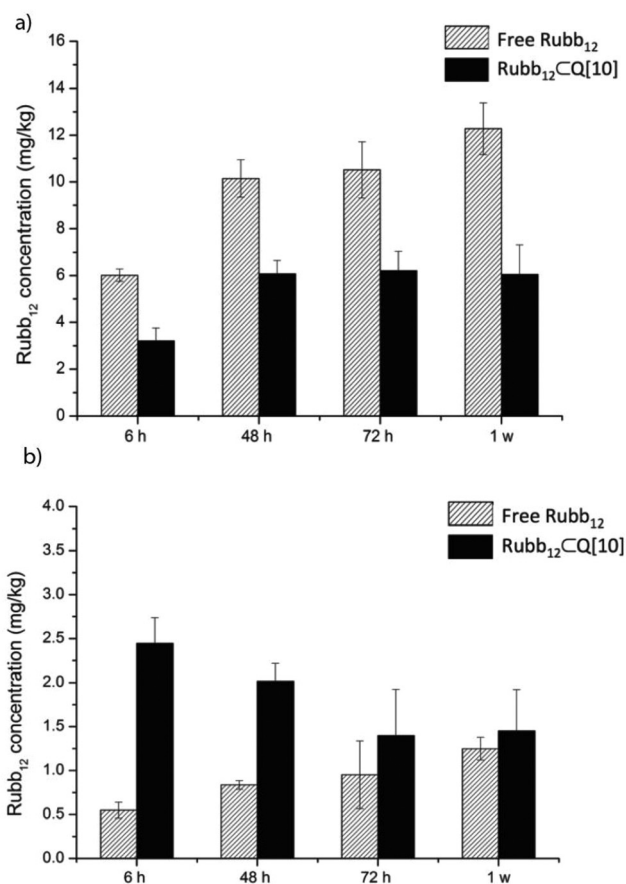 a)
Free Rubb₁₂
Rubb₁₂⊂Q[10]
Rubb₁₂ concentration (mg/kg)
16
14
12
10
8
6
4
2
0
6 h 48 h 72 h 1 w
b)
Free Rubb₁₂
Rubb₁₂⊂Q[10]
Rubb₁₂ concentration (mg/kg)
4.0
3.5
3.0
2.5
2.0
1.5
1.0
0.5
0.0
6 h 48 h 72 h 1 w